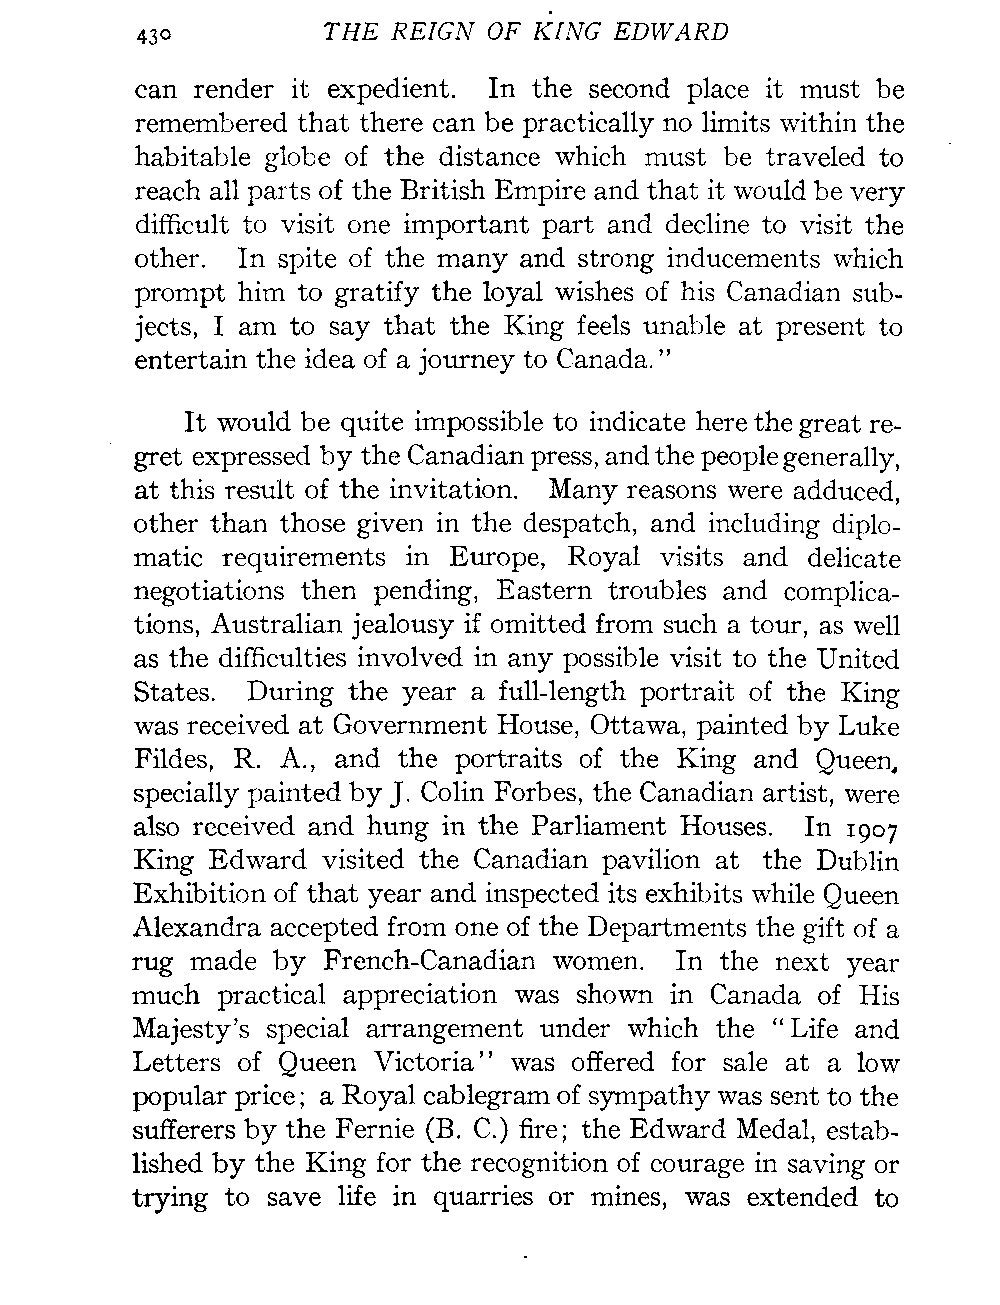 430 THE REIGN OF KING EDWARD
can render it expedient. In the second place it must be
remembered that there can be practically no limits within the
habitable globe of the distance which must be traveled to
reach all parts of the British Empire and that it would be very
difficult to visit one important part and decline to visit the
other. In spite of the many and strong inducements which
prompt him to gratify the loyal wishes of his Canadian sub-
jects, I am to say that the King feels unable at present to
entertain the idea of a journey to Canada."
It would be quite impossible to indicate here the great re-
gret expressed by the Canadian press, and the people generally,
at this result of the invitation. Many reasons were adduced,
other than those given in the despatch, and including diplo-
matic requirements in Europe, Royal visits and delicate
negotiations then pending, Eastern troubles and complica-
tions, Australian jealousy if omitted from such a tour, as well
as the difficulties involved in any possible visit to the United
States. During the year a full-length portrait of the King
was received at Government House, Ottawa, painted by Luke
Fildes, R. A., and the portraits of the King and Queen,
specially painted by J. Colin Forbes, the Canadian artist, were
also received and hung in the Parliament Houses. In 1907
King Edward visited the Canadian pavilion at the Dublin
Exhibition of that year and inspected its exhibits while Queen
Alexandra accepted from one of the Departments the gift of a
rug made by French-Canadian women. In the next year
much practical appreciation was shown in Canada of His
Majesty's special arrangement under which the "Life and
Letters of Queen Victoria" was offered for sale at a low
popular price; a Royal cablegram of sympathy was sent to the
sufferers by the Fernie (B. C.) fire; the Edward Medal, estab-
lished by the King for the recognition of courage in saving or
trying to save life in quarries or mines, was extended to